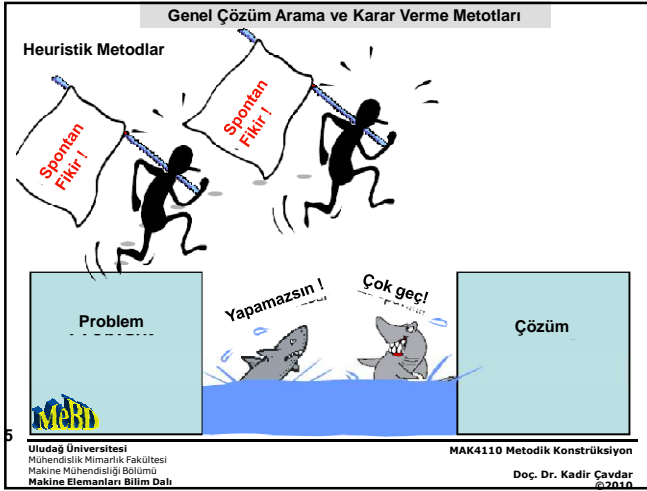 Genel Çözüm Arama ve Karar Verme Metotları
Heuristik Metodlar
Spontan
Fikir !
Spontan
Fikir !
Yapamazsın !
Çok geç!
Problem
Çözüm
MeBD
Uludağ Üniversitesi
Mühendislik Mimarlık Fakültesi
Makine Mühendisliği Bölümü
Makine Elemanları Bilim Dalı
MAK4110 Metodik Konstrüksiyon
Doç. Dr. Kadir Çavdar
©2010